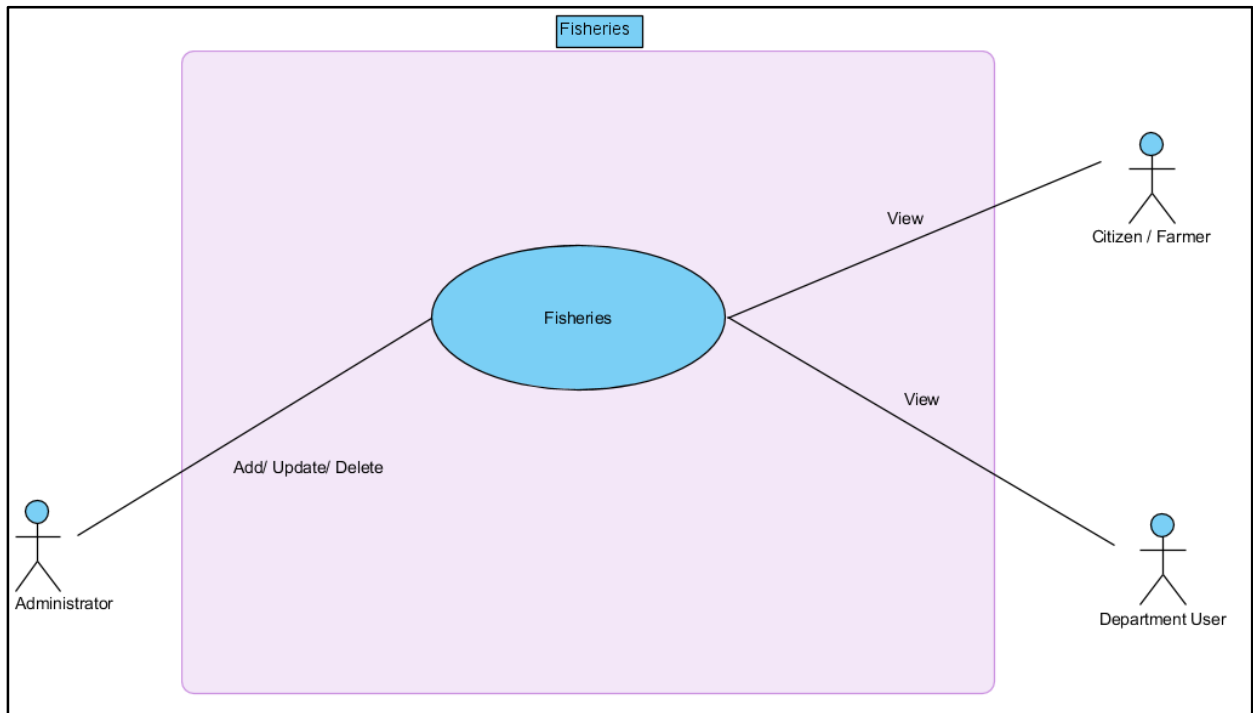 Fisheries
View
Citizen / Farmer
Fisheries
View
Add/ Update/ Delete
Administrator
Department User